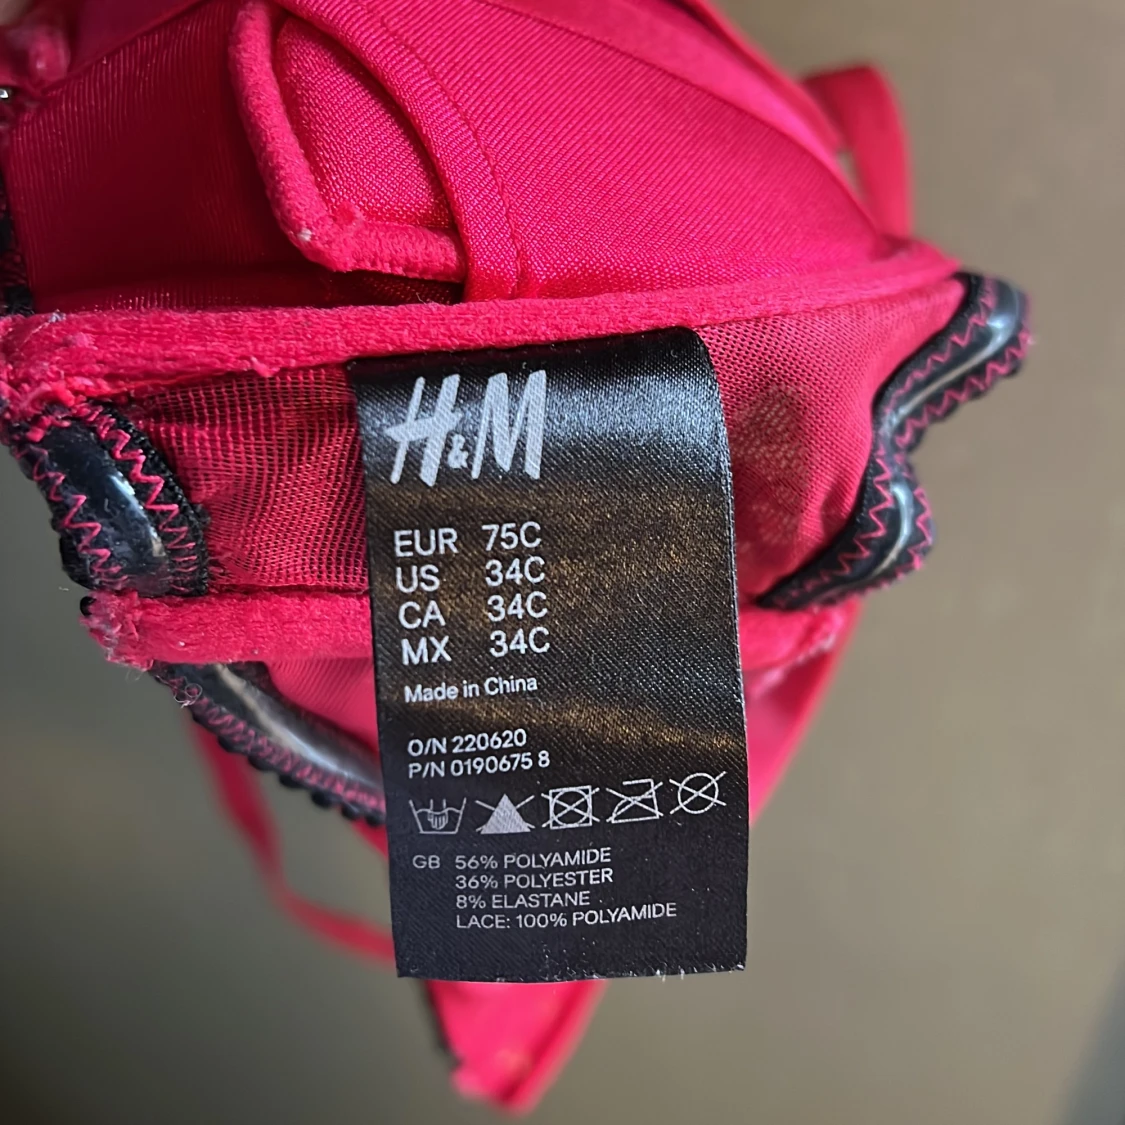 H&M
EUR 75C
US 34C
CA 34C
MX 34C
Made in China
O/N 220620
P/N 0190675 8
GB 56% POLYAMIDE
36% POLYESTER
8% ELASTANE
LACE: 100% POLYAMIDE